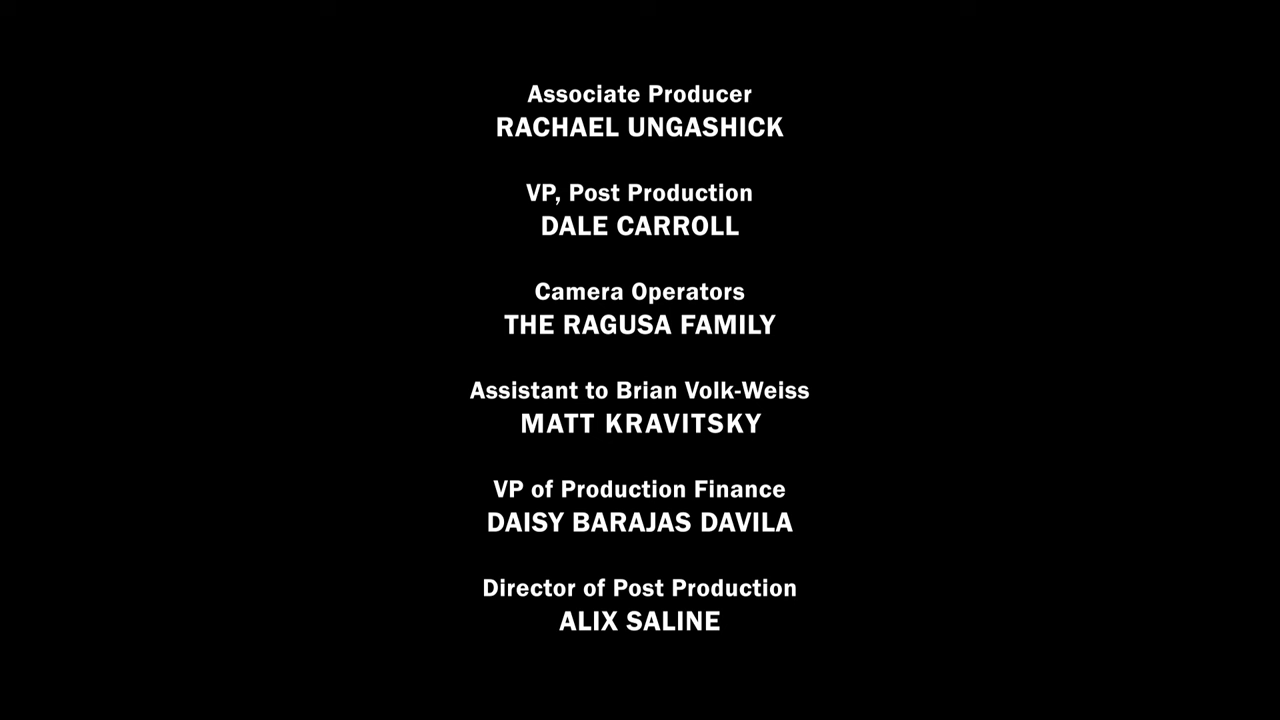 Associate Producer
RACHAEL UNGASHICK
VP, Post Production
DALE CARROLL
Camera Operators
THE RAGUSA FAMILY
Assistant to Brian Volk-Weiss
MATT KRAVITSKY
VP of Production Finance
DAISY BARAJAS DAVILA
Director of Post Production
ALIX SALINE